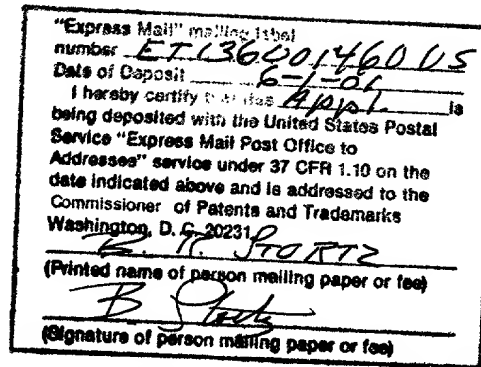 "Express Mail" mailing label
number ET136001460US
Date of Deposit 6-1-01
I hereby certify that this Appl. is
being deposited with the United States Postal
Service "Express Mail Post Office to
Addresses" service under 37 CFR 1.10 on the
date indicated above and is addressed to the
Commissioner of Patents and Trademarks
Washington, D. C. 20231
B. R. STORTZ
(Printed name of person mailing paper or fee)
B Stortz
(Signature of person mailing paper or fee)